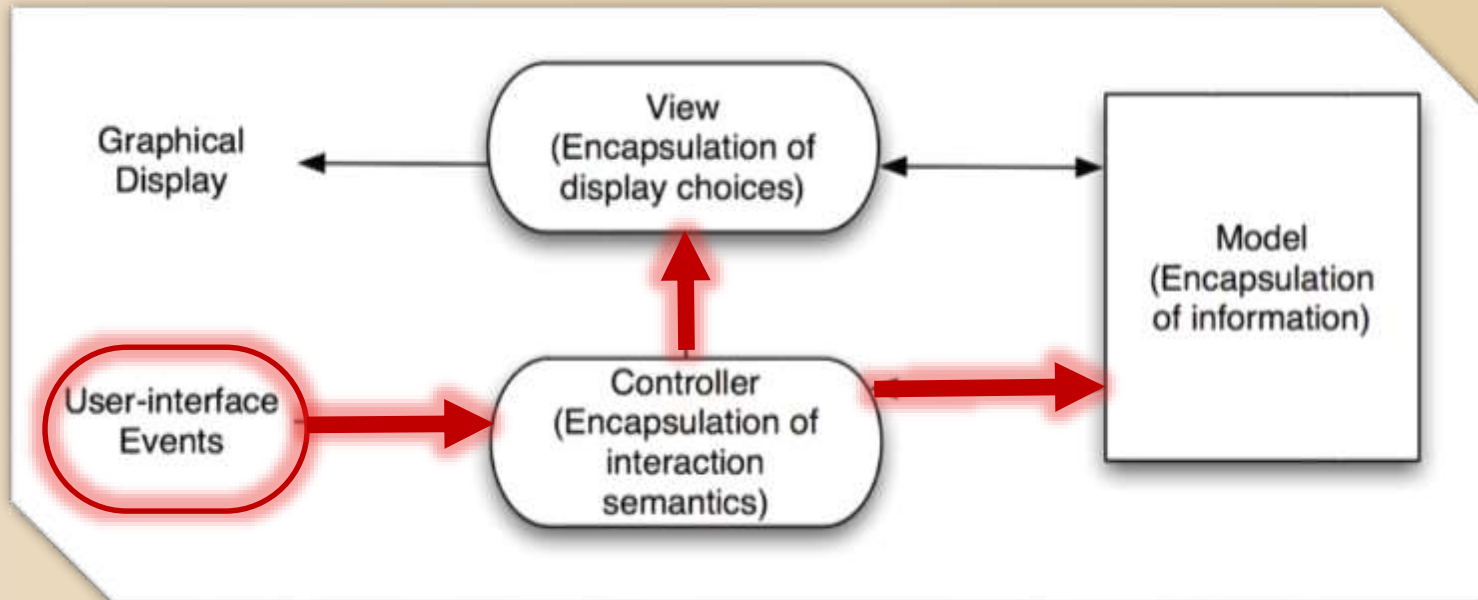 Graphical
Display
View
(Encapsulation of
display choices)
Model
(Encapsulation
of information)
User-interface
Events
Controller
(Encapsulation of
interaction
semantics)